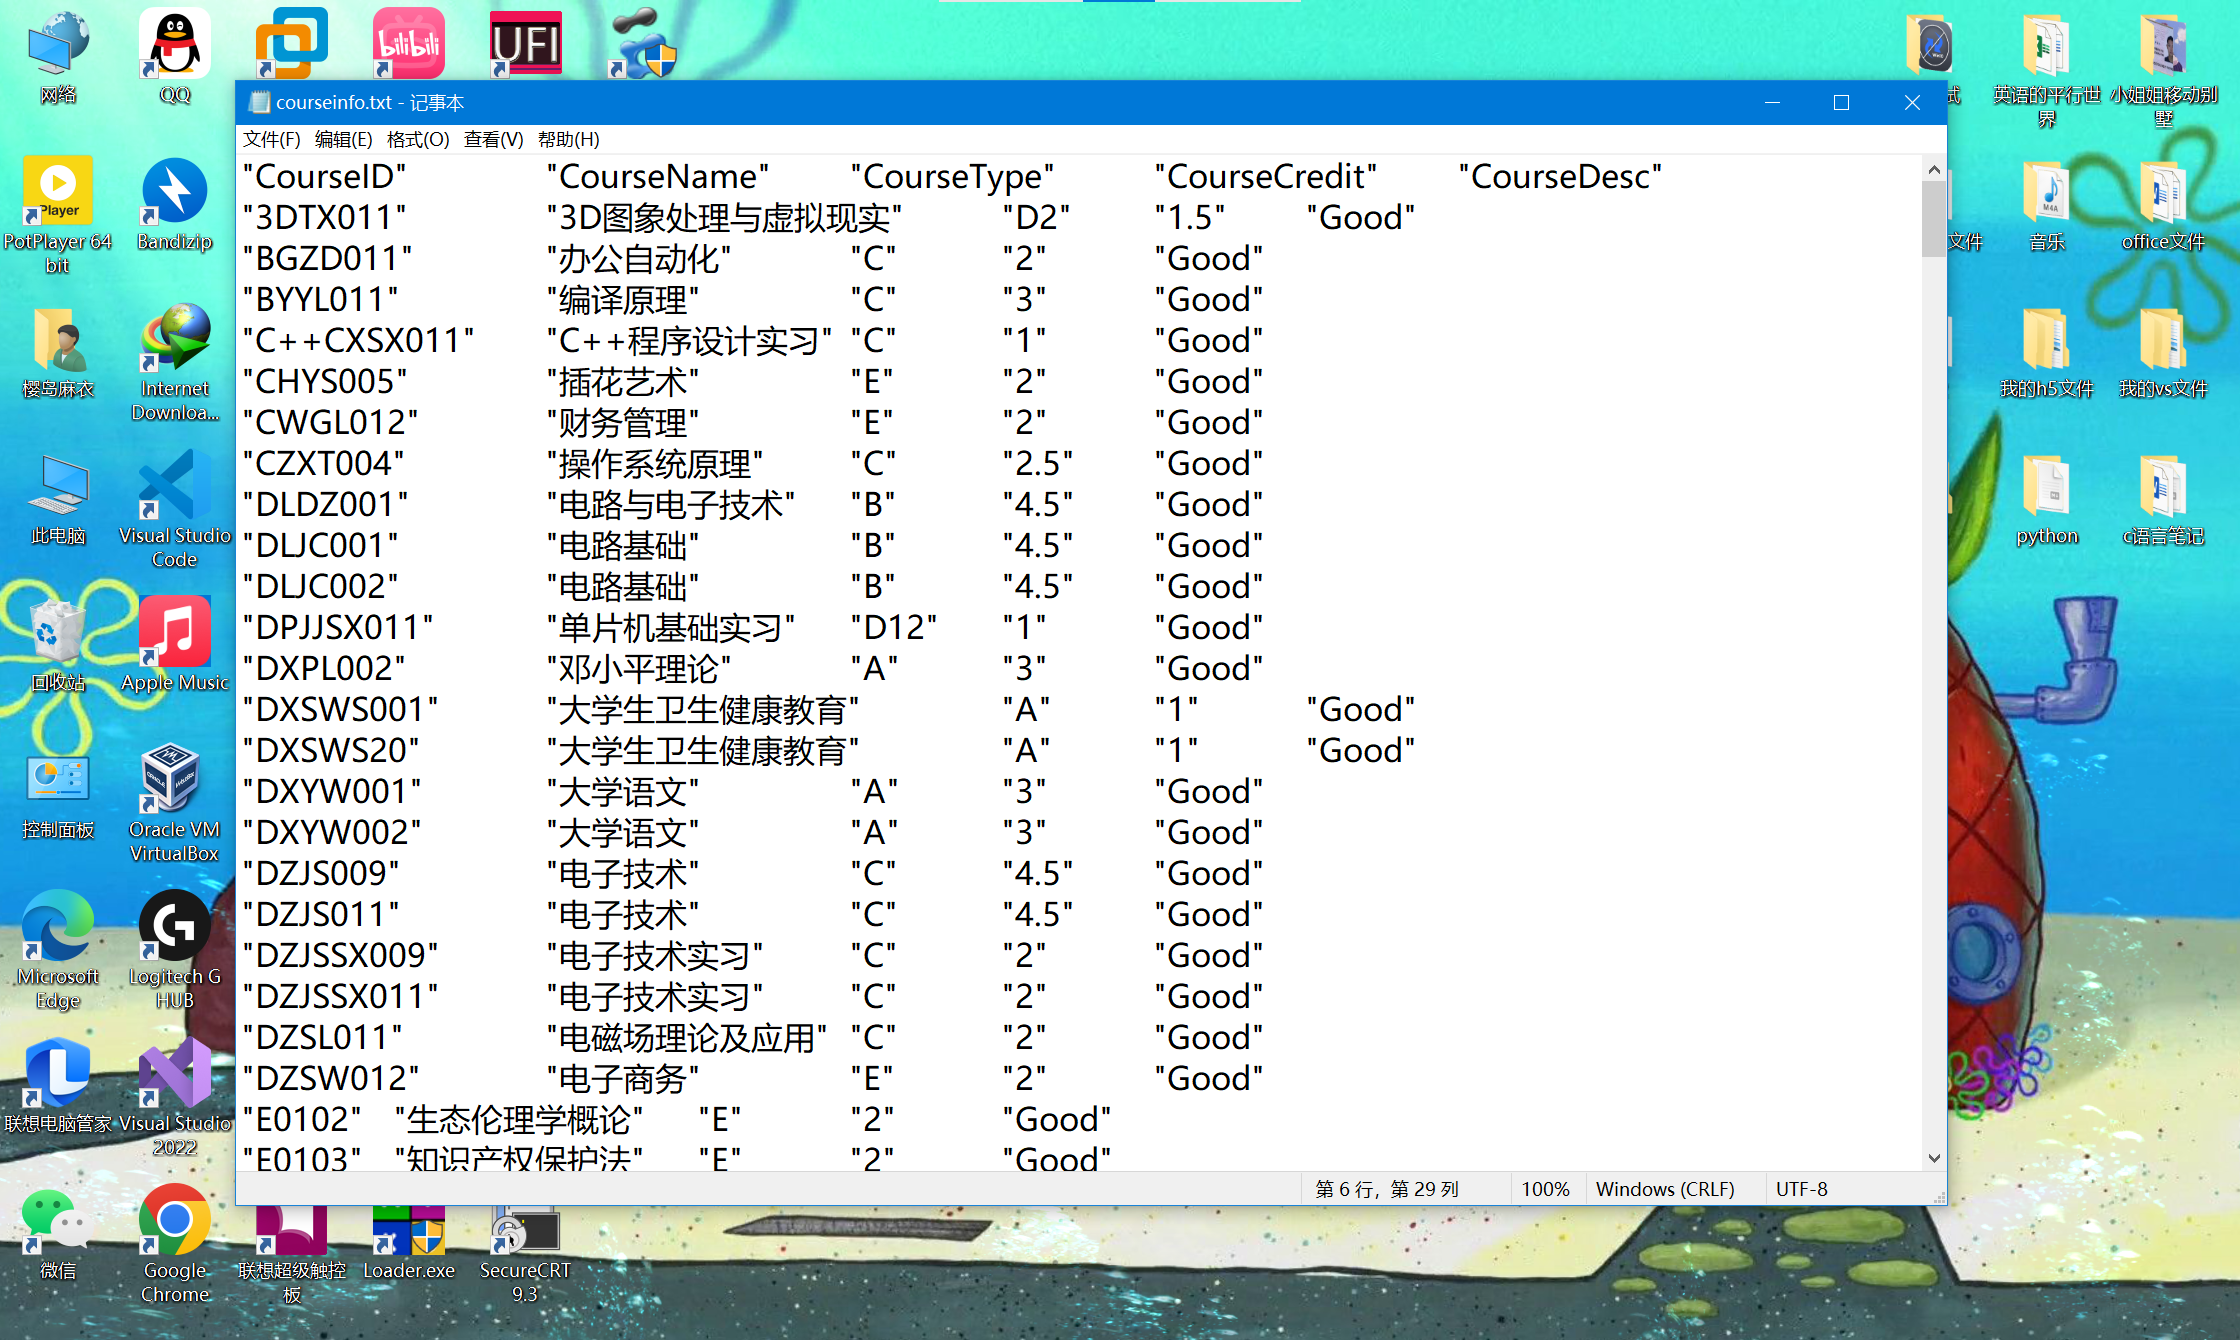 网络
QQ
bilibili
UFI
PotPlayer 64
bit
Player
Bandizip
樱岛麻衣
Internet
Downloa...
此电脑
Visual Studio
Code
回收站
Apple Music
控制面板
Oracle VM
VirtualBox
Microsoft
Edge
Logitech G
HUB
联想电脑管家
Visual Studio
2022
微信
Google
Chrome
联想超级触控
板
Loader.exe
SecureCRT
9.3
courseinfo.txt - 记事本
文件(F) 编辑(E) 格式(O) 查看(V) 帮助(H)
"CourseID" "CourseName" "CourseType" "CourseCredit" "CourseDesc"
"3DTX011" "3D图象处理与虚拟现实" "D2" "1.5" "Good"
"BGZD011" "办公自动化" "C" "2" "Good"
"BYYL011" "编译原理" "C" "3" "Good"
"C++CXSX011" "C++程序设计实习" "C" "1" "Good"
"CHYS005" "插花艺术" "E" "2" "Good"
"CWGL012" "财务管理" "E" "2" "Good"
"CZXT004" "操作系统原理" "C" "2.5" "Good"
"DLDZ001" "电路与电子技术" "B" "4.5" "Good"
"DLJC001" "电路基础" "B" "4.5" "Good"
"DLJC002" "电路基础" "B" "4.5" "Good"
"DPJJSX011" "单片机基础实习" "D12" "1" "Good"
"DXPL002" "邓小平理论" "A" "3" "Good"
"DXSWS001" "大学生卫生健康教育" "A" "1" "Good"
"DXSWS20" "大学生卫生健康教育" "A" "1" "Good"
"DXYW001" "大学语文" "A" "3" "Good"
"DXYW002" "大学语文" "A" "3" "Good"
"DZJS009" "电子技术" "C" "4.5" "Good"
"DZJS011" "电子技术" "C" "4.5" "Good"
"DZJSSX009" "电子技术实习" "C" "2" "Good"
"DZJSSX011" "电子技术实习" "C" "2" "Good"
"DZSL011" "电磁场理论及应用" "C" "2" "Good"
"DZSW012" "电子商务" "E" "2" "Good"
"E0102" "生态伦理学概论" "E" "2" "Good"
"E0103" "知识产权保护法" "E" "2" "Good"
第 6 行，第 29 列 100% Windows (CRLF) UTF-8
试
英语的平行世
界
小姐姐移动别
墅
文件
音乐
M4A
office文件
我的h5文件
我的vs文件
python
c语言笔记